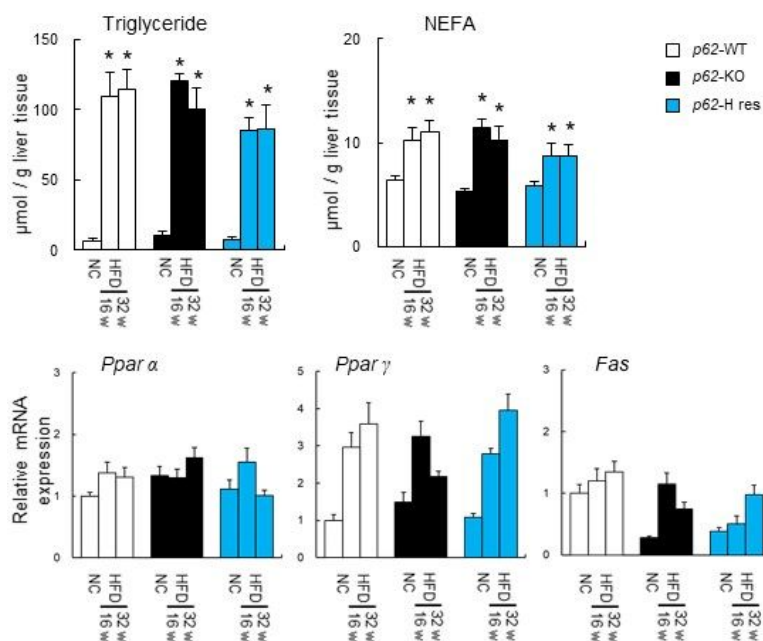 Triglyceride
NEFA
μmol / g liver tissue
150
100
50
0
* *
* *
* *
NC
HFD
16 w
32 w
NC
HFD
16 w
32 w
NC
HFD
16 w
32 w
μmol / g liver tissue
20
10
0
* *
* *
* *
NC
HFD
16 w
32 w
NC
HFD
16 w
32 w
NC
HFD
16 w
32 w
p62-WT
p62-KO
p62-H res
Relative mRNA
expression
Ppar α
3
2
1
0
NC
HFD
16 w
32 w
NC
HFD
16 w
32 w
NC
HFD
16 w
32 w
Ppar γ
5
4
3
2
1
0
NC
HFD
16 w
32 w
NC
HFD
16 w
32 w
NC
HFD
16 w
32 w
Fas
3
2
1
0
NC
HFD
16 w
32 w
NC
HFD
16 w
32 w
NC
HFD
16 w
32 w